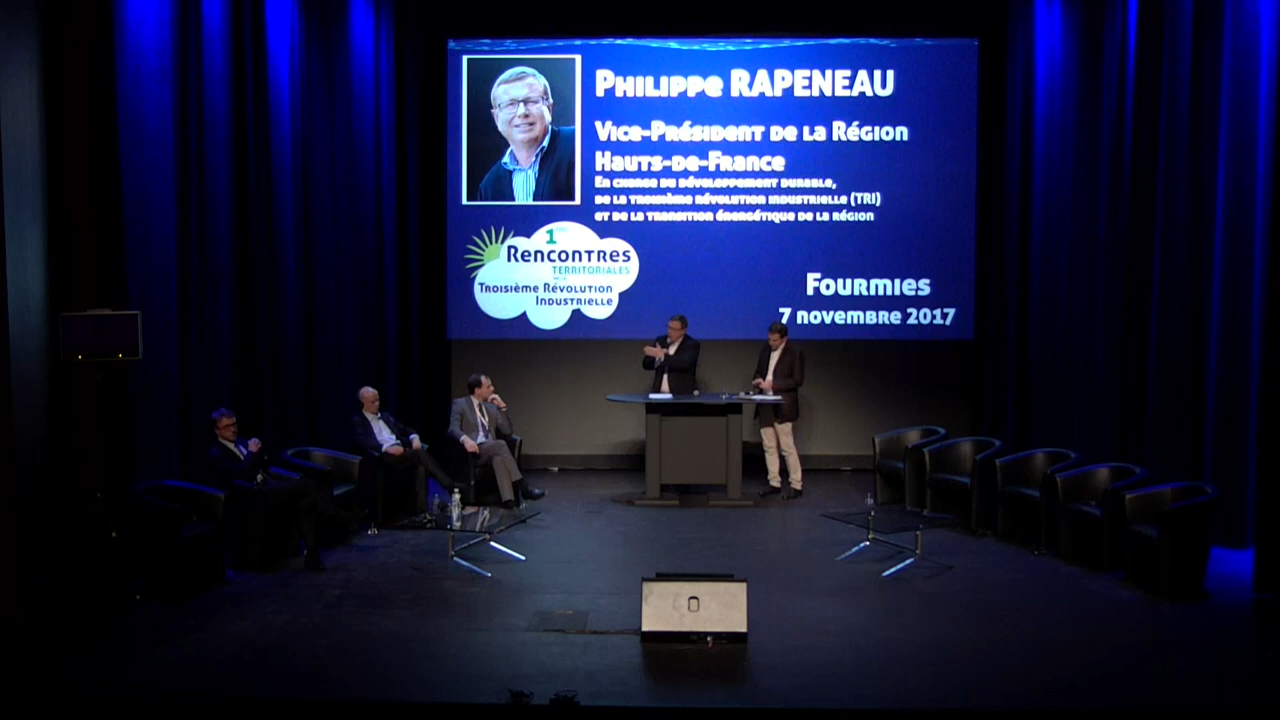 Philippe RAPENEAU
Vice-Président de la Région
Hauts-de-France
En charge du développement durable,
de la troisième révolution industrielle (TRI)
et de la transition énergétique de la région
1
Rencontres
territoriales
Troisième Révolution
Industrielle
Fourmies
7 novembre 2017